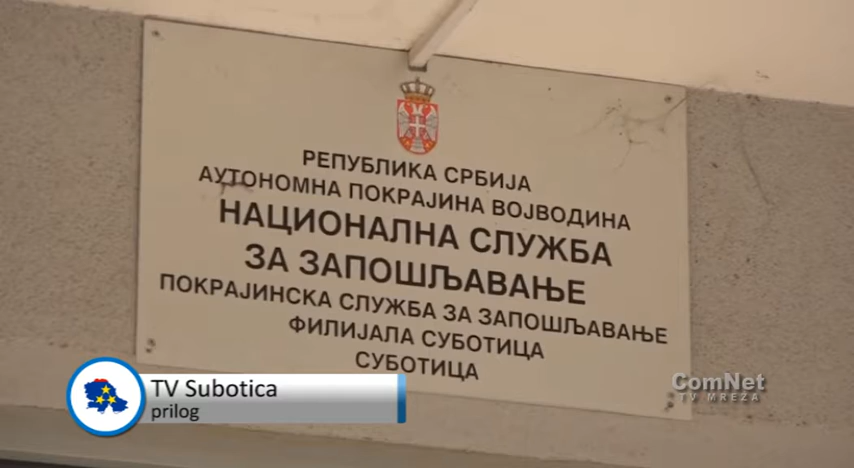 РЕПУБЛИКА СРБИЈА
АУТОНОМНА ПОКРАЈИНА ВОЈВОДИНА
НАЦИОНАЛНА СЛУЖБА
ЗА ЗАПОШЉАВАЊЕ
ПОКРАЈИНСКА СЛУЖБА ЗА ЗАПОШЉАВАЊЕ
ФИЛИЈАЛА СУБОТИЦА
СУБОТИЦА
TV Subotica
prilog
ComNet
TV MREZA